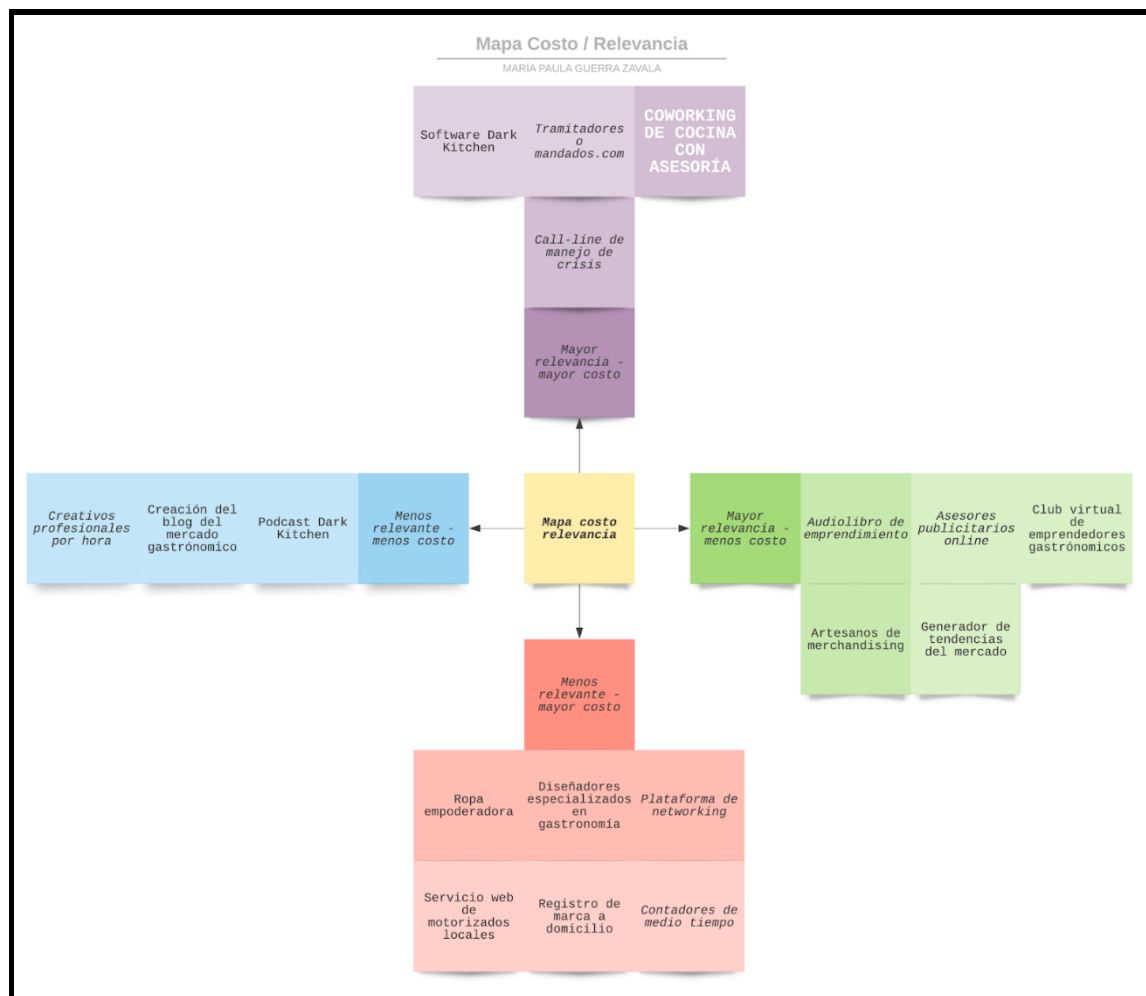 Mapa Costo / Relevancia
MARÍA PAULA GUERRA ZAVALA
Software Dark
Kitchen
Tramitadores
o
mandados.com
COWORKING
DE COCINA
CON
ASESORÍA
Call-line de
manejo de
crisis
Mayor
relevancia -
mayor costo
Creativos
profesionales
por hora
Creación del
blog del
mercado
gastrónomico
Podcast Dark
Kitchen
Menos
relevante -
menos costo
Mapa costo
relevancia
Mayor
relevancia -
menos costo
Audiolibro de
emprendimiento
Asesores
publicitarios
online
Club virtual
de
emprendedores
gastrónomicos
Artesanos de
merchandising
Generador de
tendencias
del mercado
Menos
relevante -
mayor costo
Ropa
empoderadora
Diseñadores
especializados
en
gastronomía
Plataforma de
networking
Servicio web
de
motorizados
locales
Registro de
marca a
domicilio
Contadores de
medio tiempo